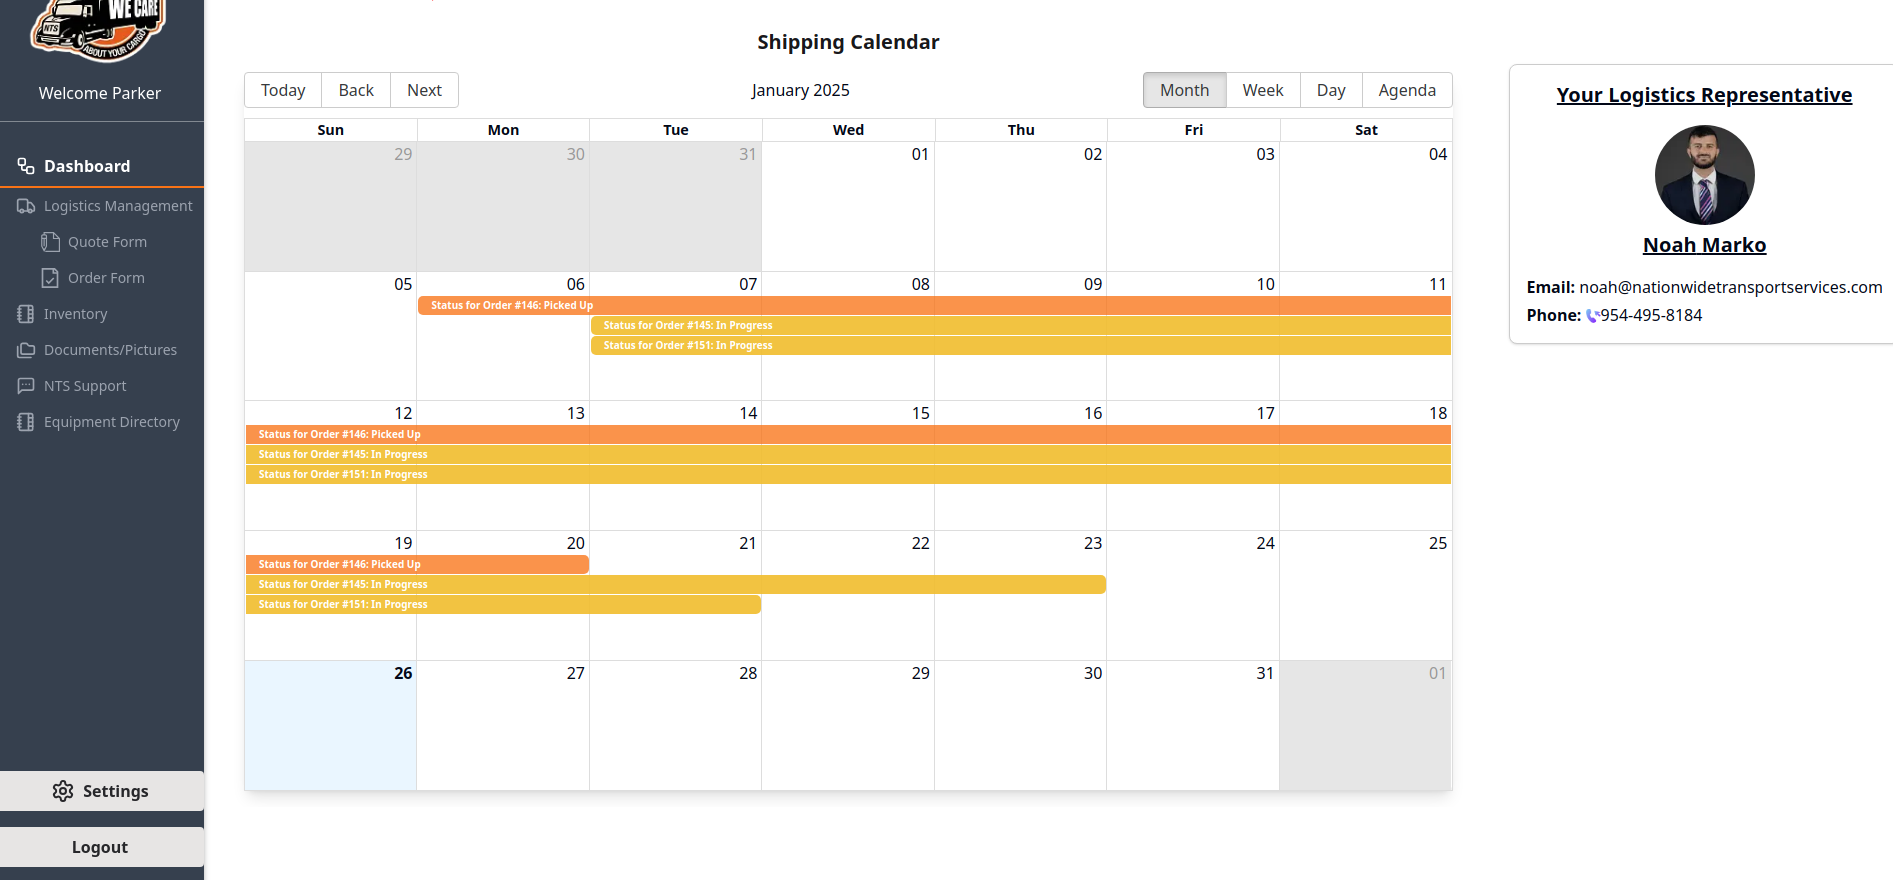 WE CARE
NTS
ABOUT YOUR CARGO
Welcome Parker
Dashboard
Logistics Management
Quote Form
Order Form
Inventory
Documents/Pictures
NTS Support
Equipment Directory
Settings
Logout
Shipping Calendar
Today Back Next
January 2025
Month Week Day Agenda
Sun Mon Tue Wed Thu Fri Sat
29 30 31 01 02 03 04
05 06 07 08 09 10 11
Status for Order #146: Picked Up
Status for Order #145: In Progress
Status for Order #151: In Progress
12 13 14 15 16 17 18
Status for Order #146: Picked Up
Status for Order #145: In Progress
Status for Order #151: In Progress
19 20 21 22 23 24 25
Status for Order #146: Picked Up
Status for Order #145: In Progress
Status for Order #151: In Progress
26 27 28 29 30 31 01
Your Logistics Representative
Noah Marko
Email: noah@nationwidetransportservices.com
Phone: 954-495-8184